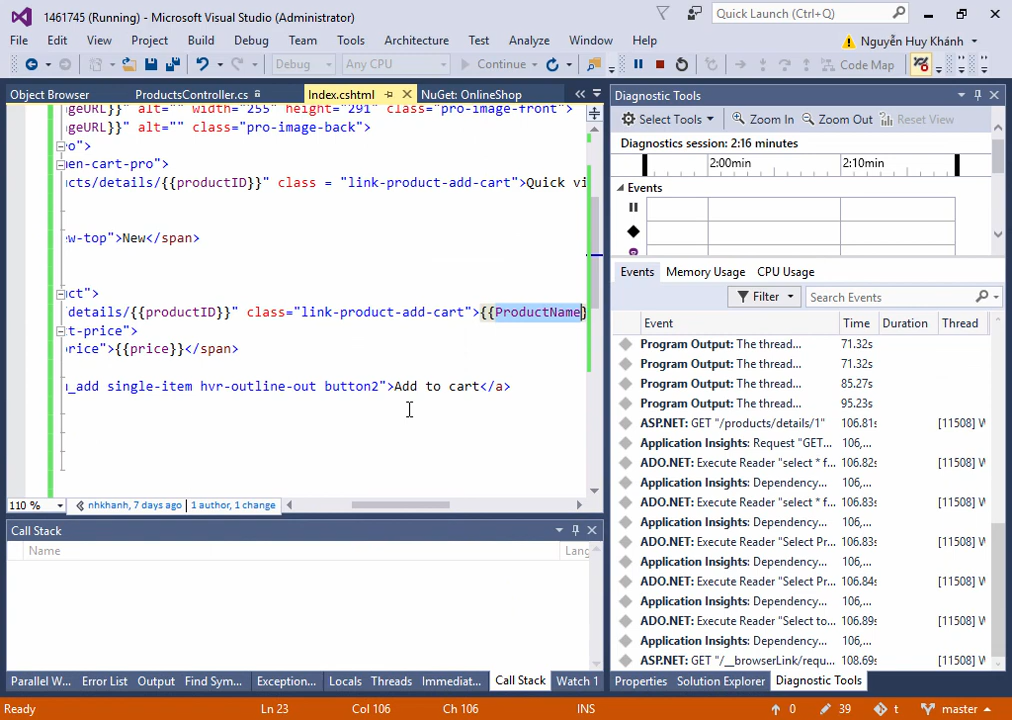 1461745 (Running) - Microsoft Visual Studio (Administrator)
Quick Launch (Ctrl+Q)
File Edit View Project Build Debug Team Tools Architecture Test Analyze Window Help
Nguyễn Huy Khánh
Debug Any CPU Continue Code Map
Object Browser ProductsController.cs Index.cshtml NuGet: OnlineShop
geURL}}" alt="" width="255" height="291" class="pro-image-front">
geURL}}" alt="" class="pro-image-back">
ro">
nen-cart-pro">
cts/details/{{productID}}" class = "link-product-add-cart">Quick vi
w-top">New</span>
ct">
details/{{productID}}" class="link-product-add-cart">{{ProductName}
t-price">
price">{{price}}</span>
_add single-item hvr-outline-out button2">Add to cart</a>
110 % nhkhanh, 7 days ago | 1 author, 1 change
Call Stack
Name Lang
Parallel W... Error List Output Find Sym... Exception... Locals Threads Immediat... Call Stack Watch 1
Diagnostic Tools
Select Tools Zoom In Zoom Out Reset View
Diagnostics session: 2:16 minutes
2:00min 2:10min
Events
Events Memory Usage CPU Usage
Filter Search Events
Event Time Duration Thread
Program Output: The thread... 71.32s
Program Output: The thread... 71.32s
Program Output: The thread... 85.27s
Program Output: The thread... 95.23s
ASP.NET: GET "/products/details/1" 106.81s [11508] W
Application Insights: Request "GET... 106,...
ADO.NET: Execute Reader "select * f... 106.82s [11508] W
Application Insights: Dependency... 106,...
ADO.NET: Execute Reader "select * f... 106.83s [11508] W
Application Insights: Dependency... 106,...
ADO.NET: Execute Reader "Select Pr... 106.83s [11508] W
Application Insights: Dependency... 106,...
ADO.NET: Execute Reader "Select Pr... 106.84s [11508] W
Application Insights: Dependency... 106,...
ADO.NET: Execute Reader "Select to... 106.89s [11508] W
Application Insights: Dependency... 106,...
ASP.NET: GET "/__browserLink/requ... 108.69s [11508] W
Properties Solution Explorer Diagnostic Tools
Ready Ln 23 Col 106 Ch 106 INS 0 39 t master